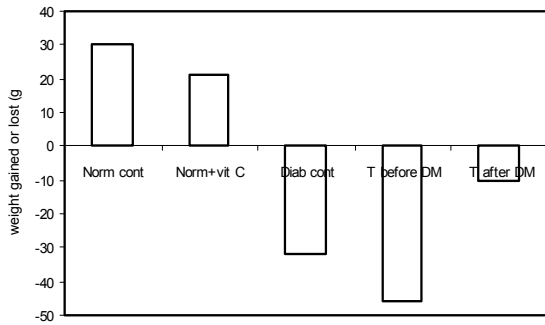 weight gained or lost (g
40
30
20
10
0
-10
-20
-30
-40
-50
Norm cont
Norm+vit C
Diab cont
T before DM
T after DM